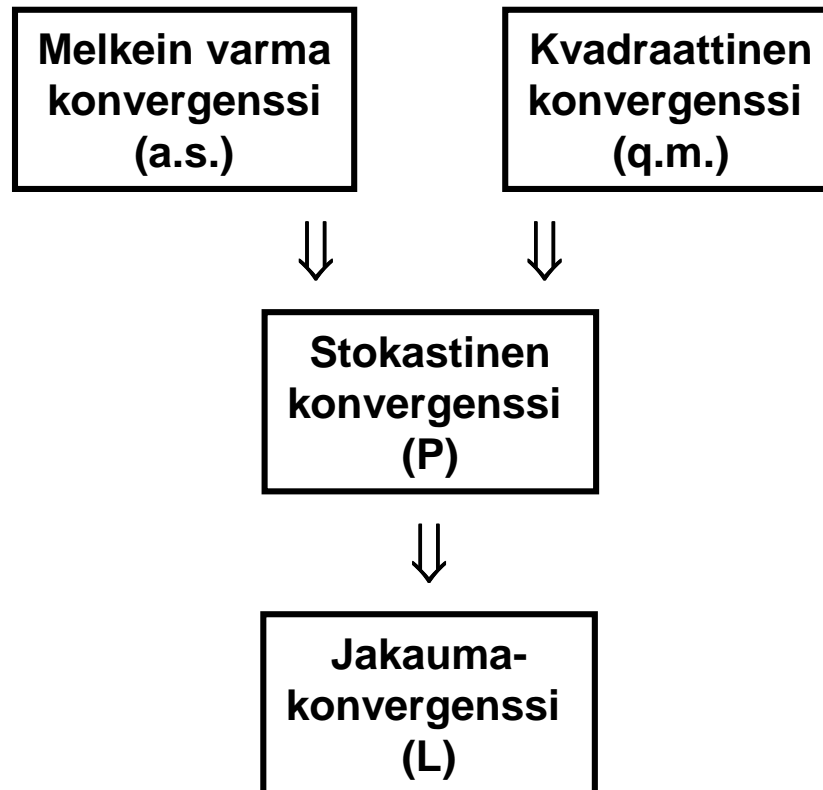 Melkein varma
konvergenssi
(a.s.)
Kvadraattinen
konvergenssi
(q.m.)
⇓ ⇓
Stokastinen
konvergenssi
(P)
⇓
Jakauma-
konvergenssi
(L)